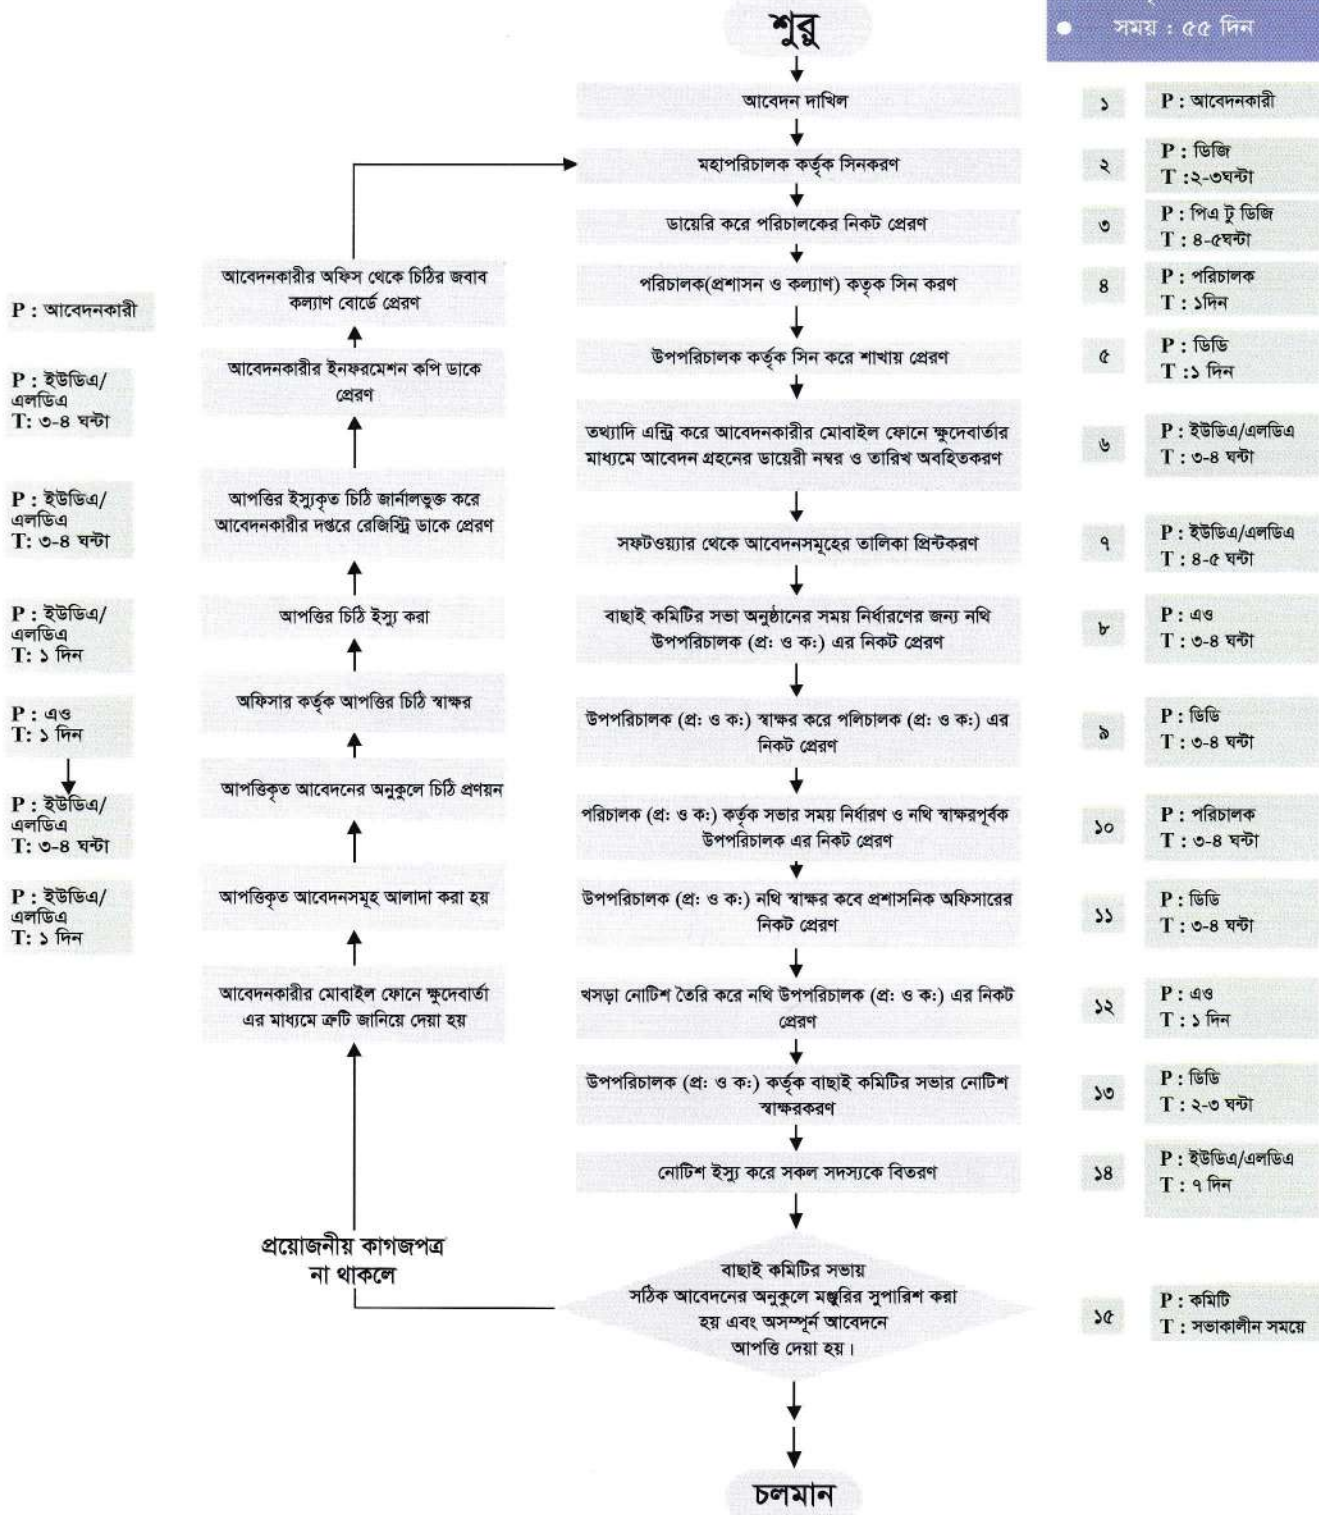 শুরু
সময় : ৫৫ দিন
আবেদন দাখিল
১
P : আবেদনকারী
মহাপরিচালক কর্তৃক সিনকরণ
২
P : ডিজি
T :২-৩ঘন্টা
ডায়েরি করে পরিচালকের নিকট প্রেরণ
৩
P : পিএ টু ডিজি
T : ৪-৫ঘন্টা
পরিচালক(প্রশাসন ও কল্যাণ) কতৃক সিন করণ
৪
P : পরিচালক
T : ১দিন
উপপরিচালক কর্তৃক সিন করে শাখায় প্রেরণ
৫
P : ডিডি
T :১ দিন
তথ্যাদি এন্ট্রি করে আবেদনকারীর মোবাইল ফোনে ক্ষুদেবার্তার
মাধ্যমে আবেদন গ্রহনের ডায়েরী নম্বর ও তারিখ অবহিতকরণ
৬
P : ইউডিএ/এলডিএ
T : ৩-৪ ঘন্টা
সফটওয়্যার থেকে আবেদনসমূহের তালিকা প্রিন্টকরণ
৭
P : ইউডিএ/এলডিএ
T : ৪-৫ ঘন্টা
বাছাই কমিটির সভা অনুষ্ঠানের সময় নির্ধারণের জন্য নথি
উপপরিচালক (প্র: ও ক:) এর নিকট প্রেরণ
৮
P : এও
T : ৩-৪ ঘন্টা
উপপরিচালক (প্র: ও ক:) স্বাক্ষর করে পলিচালক (প্র: ও ক:) এর
নিকট প্রেরণ
৯
P : ডিডি
T : ৩-৪ ঘন্টা
পরিচালক (প্র: ও ক:) কর্তৃক সভার সময় নির্ধারণ ও নথি স্বাক্ষরপূর্বক
উপপরিচালক এর নিকট প্রেরণ
১০
P : পরিচালক
T : ৩-৪ ঘন্টা
উপপরিচালক (প্র: ও ক:) নথি স্বাক্ষর কবে প্রশাসনিক অফিসারের
নিকট প্রেরণ
১১
P : ডিডি
T : ৩-৪ ঘন্টা
খসড়া নোটিশ তৈরি করে নথি উপপরিচালক (প্র: ও ক:) এর নিকট
প্রেরণ
১২
P : এও
T : ১ দিন
উপপরিচালক (প্র: ও ক:) কর্তৃক বাছাই কমিটির সভার নোটিশ
স্বাক্ষরকরণ
১৩
P : ডিডি
T : ২-৩ ঘন্টা
নোটিশ ইস্যু করে সকল সদস্যকে বিতরণ
১৪
P : ইউডিএ/এলডিএ
T : ৭ দিন
বাছাই কমিটির সভায়
সঠিক আবেদনের অনুকুলে মঞ্জুরির সুপারিশ করা
হয় এবং অসম্পূর্ন আবেদনে
আপত্তি দেয়া হয়।
১৫
P : কমিটি
T : সভাকালীন সময়ে
প্রয়োজনীয় কাগজপত্র
না থাকলে
আবেদনকারীর মোবাইল ফোনে ক্ষুদেবার্তা
এর মাধ্যমে ত্রুটি জানিয়ে দেয়া হয়
আপত্তিকৃত আবেদনসমূহ আলাদা করা হয়
P : ইউডিএ/
এলডিএ
T: ১ দিন
আপত্তিকৃত আবেদনের অনুকুলে চিঠি প্রণয়ন
P : ইউডিএ/
এলডিএ
T: ৩-৪ ঘন্টা
অফিসার কর্তৃক আপত্তির চিঠি স্বাক্ষর
P : এও
T: ১ দিন
আপত্তির চিঠি ইস্যু করা
P : ইউডিএ/
এলডিএ
T: ১ দিন
আপত্তির ইস্যুকৃত চিঠি জার্নালভুক্ত করে
আবেদনকারীর দপ্তরে রেজিস্ট্রি ডাকে প্রেরণ
P : ইউডিএ/
এলডিএ
T: ৩-৪ ঘন্টা
আবেদনকারীর ইনফরমেশন কপি ডাকে
প্রেরণ
P : ইউডিএ/
এলডিএ
T: ৩-৪ ঘন্টা
আবেদনকারীর অফিস থেকে চিঠির জবাব
কল্যাণ বোর্ডে প্রেরণ
P : আবেদনকারী
চলমান